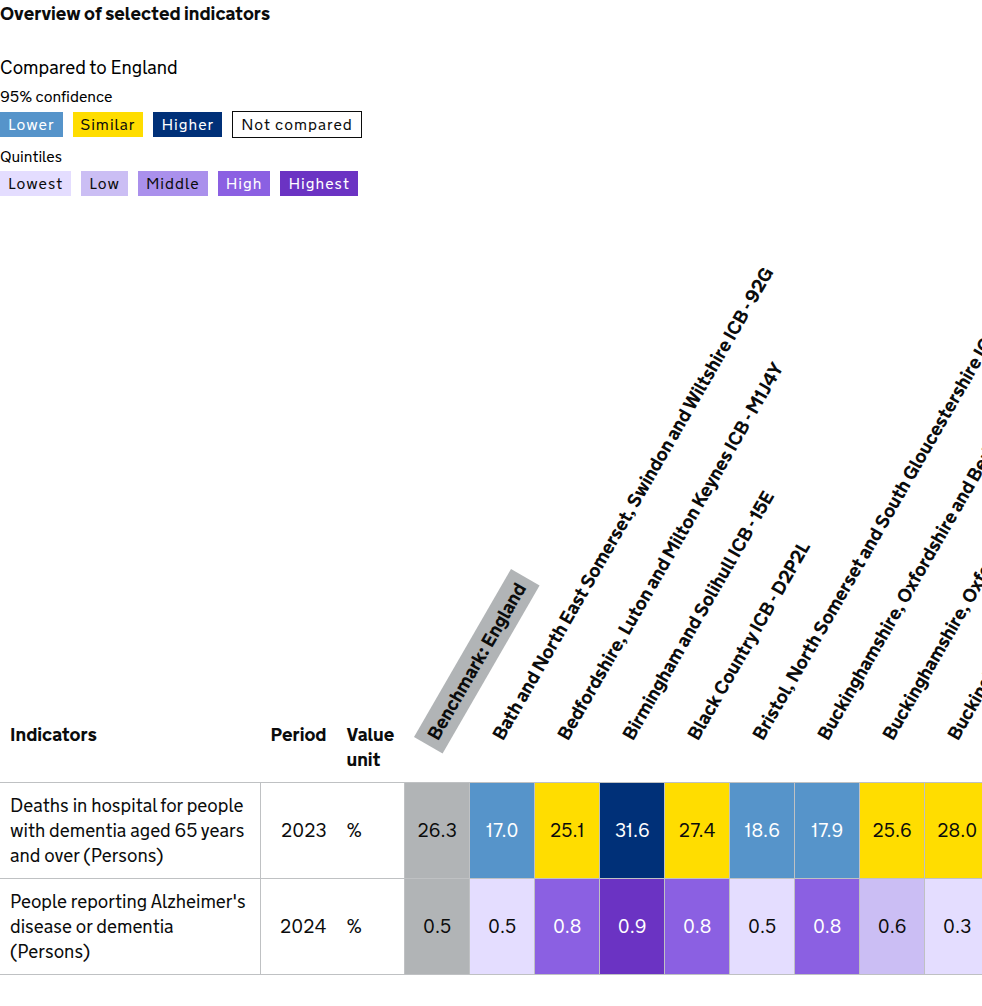 Overview of selected indicators
Compared to England
95% confidence
Lower Similar Higher Not compared
Quintiles
Lowest Low Middle High Highest
Benchmark: England
Bath and North East Somerset, Swindon and Wiltshire ICB - 92G
Bedfordshire, Luton and Milton Keynes ICB - M1J4Y
Birmingham and Solihull ICB - 15E
Black Country ICB - D2P2L
Bristol, North Somerset and South Gloucestershire
Buckinghamshire, Oxfordshire and
Buckinghamshire,
Indicators Period Value
unit
Deaths in hospital for people
with dementia aged 65 years
and over (Persons)
2023 % 26.3 17.0 25.1 31.6 27.4 18.6 17.9 25.6 28.0
People reporting Alzheimer's
disease or dementia
(Persons)
2024 % 0.5 0.5 0.8 0.9 0.8 0.5 0.8 0.6 0.3